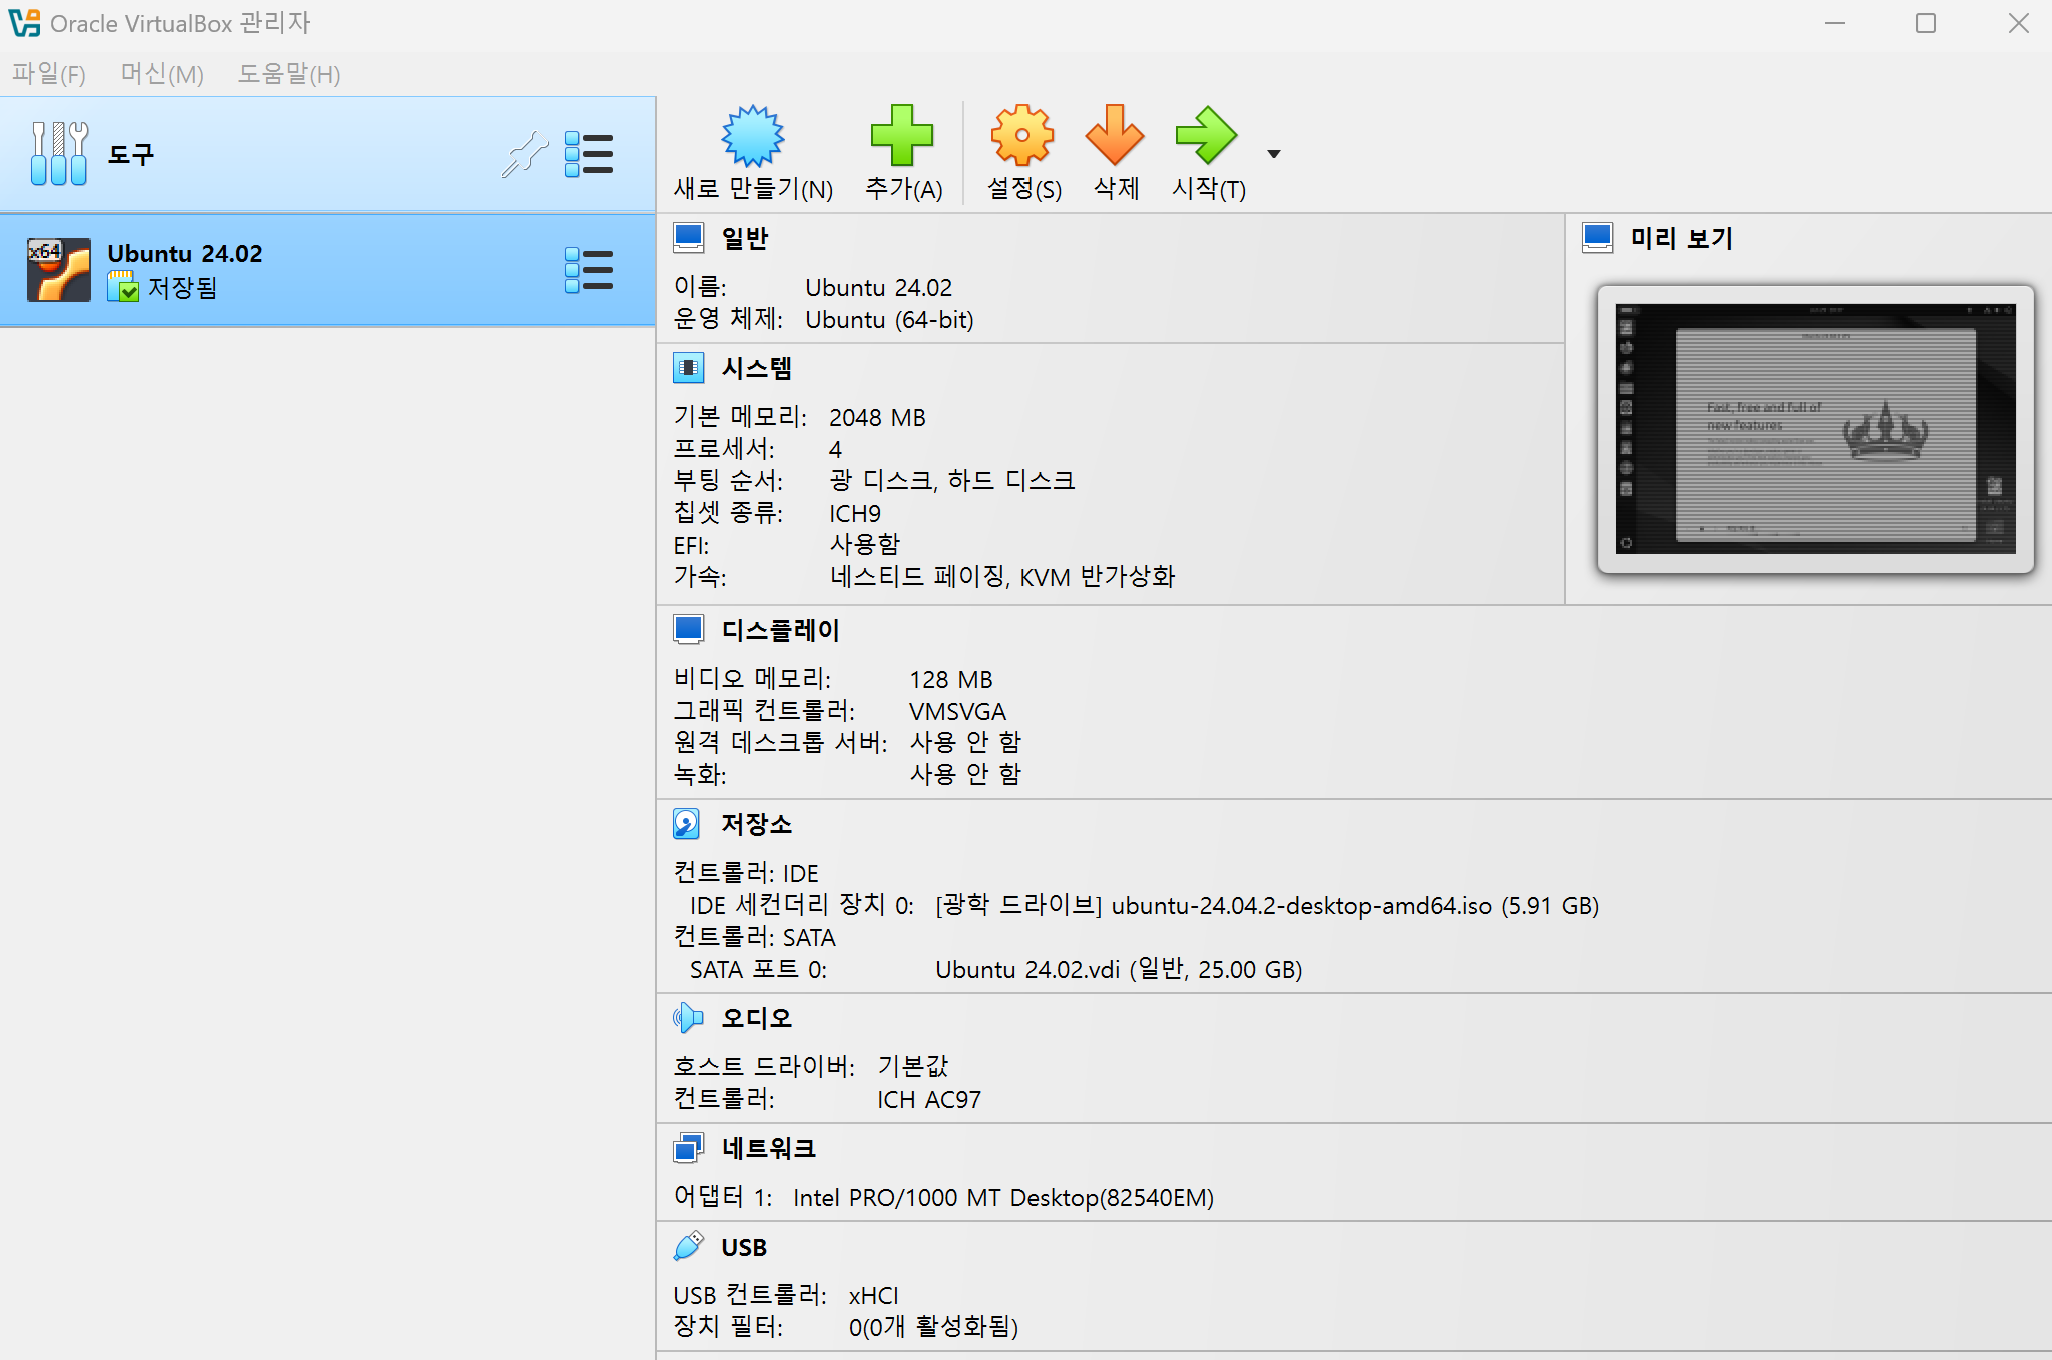 Oracle VirtualBox 관리자
파일(F) 머신(M) 도움말(H)
도구
새로 만들기(N) 추가(A) 설정(S) 삭제 시작(T)
x64
Ubuntu 24.02
저장됨
일반
이름: Ubuntu 24.02
운영 체제: Ubuntu (64-bit)
미리 보기
Fast, free and full of
new features
시스템
기본 메모리: 2048 MB
프로세서: 4
부팅 순서: 광 디스크, 하드 디스크
칩셋 종류: ICH9
EFI: 사용함
가속: 네스티드 페이징, KVM 반가상화
디스플레이
비디오 메모리: 128 MB
그래픽 컨트롤러: VMSVGA
원격 데스크톱 서버: 사용 안 함
녹화: 사용 안 함
저장소
컨트롤러: IDE
IDE 세컨더리 장치 0: [광학 드라이브] ubuntu-24.04.2-desktop-amd64.iso (5.91 GB)
컨트롤러: SATA
SATA 포트 0: Ubuntu 24.02.vdi (일반, 25.00 GB)
오디오
호스트 드라이버: 기본값
컨트롤러: ICH AC97
네트워크
어댑터 1: Intel PRO/1000 MT Desktop(82540EM)
USB
USB 컨트롤러: xHCI
장치 필터: 0(0개 활성화됨)